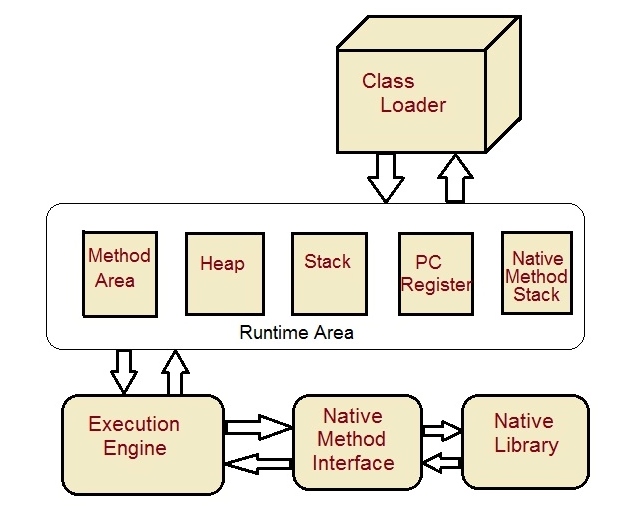 Class
Loader
Method
Area
Heap
Stack
PC
Register
Native
Method
Stack
Runtime Area
Execution
Engine
Native
Method
Interface
Native
Library